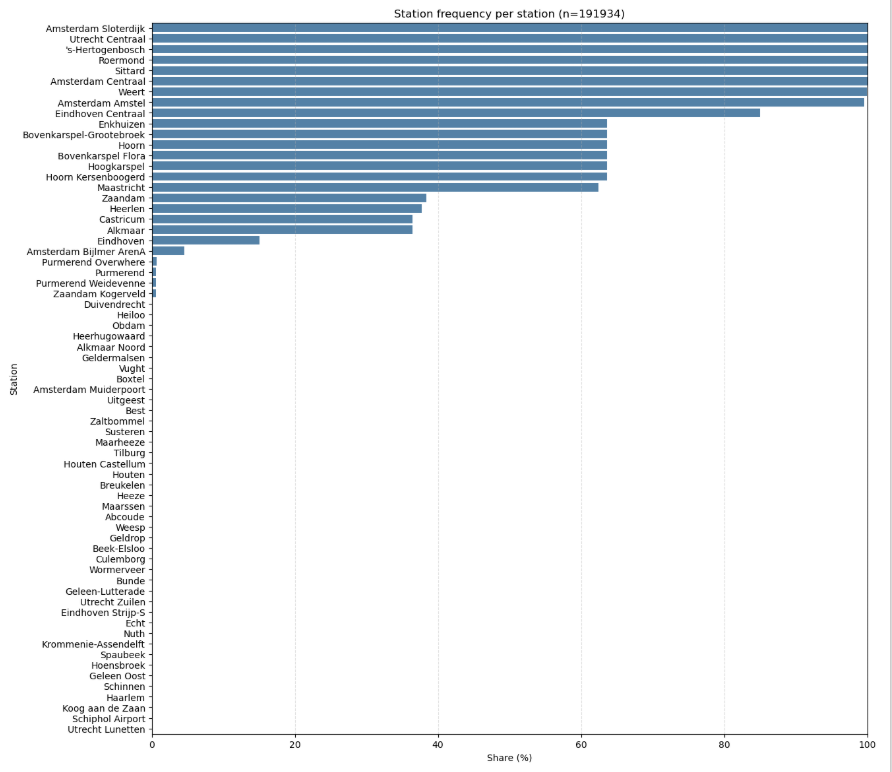 Station frequency per station (n=191934)
Amsterdam Sloterdijk
Utrecht Centraal
's-Hertogenbosch
Roermond
Sittard
Amsterdam Centraal
Weert
Amsterdam Amstel
Eindhoven Centraal
Enkhuizen
Bovenkarspel-Grootebroek
Hoorn
Bovenkarspel Flora
Hoogkarspel
Hoorn Kersenboogerd
Maastricht
Zaandam
Heerlen
Castricum
Alkmaar
Eindhoven
Amsterdam Bijlmer ArenA
Purmerend Overwhere
Purmerend
Purmerend Weidevenne
Zaandam Kogerveld
Duivendrecht
Heiloo
Obdam
Heerhugowaard
Alkmaar Noord
Geldermalsen
Vught
Boxtel
Amsterdam Muiderpoort
Uitgeest
Best
Zaltbommel
Susteren
Maarheeze
Tilburg
Houten Castellum
Houten
Breukelen
Heeze
Maarssen
Abcoude
Weesp
Geldrop
Beek-Elsloo
Culemborg
Wormerveer
Bunde
Geleen-Lutterade
Utrecht Zuilen
Eindhoven Strijp-S
Echt
Nuth
Krommenie-Assendelft
Spaubeek
Hoensbroek
Geleen Oost
Schinnen
Haarlem
Koog aan de Zaan
Schiphol Airport
Utrecht Lunetten
Station
0 20 40 60 80 100
Share (%)